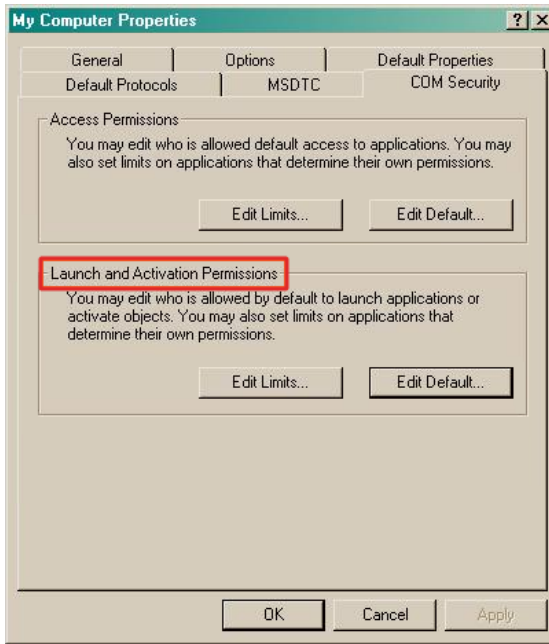 My Computer Properties
General Options Default Properties
Default Protocols MSDTC COM Security
Access Permissions
You may edit who is allowed default access to applications. You may
also set limits on applications that determine their own permissions.
Edit Limits... Edit Default...
Launch and Activation Permissions
You may edit who is allowed by default to launch applications or
activate objects. You may also set limits on applications that
determine their own permissions.
Edit Limits... Edit Default...
OK Cancel Apply